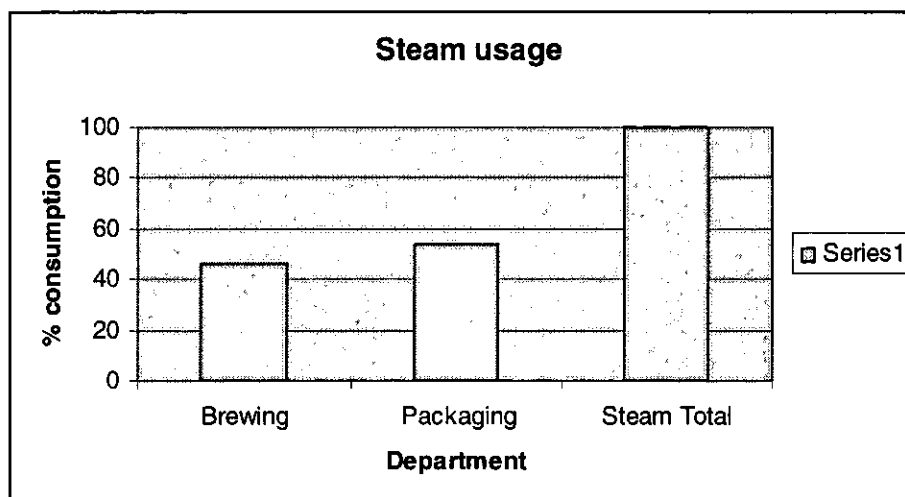 Steam usage
100
80
60
40
20
0
% consumption
Brewing Packaging Steam Total
Department
Series1